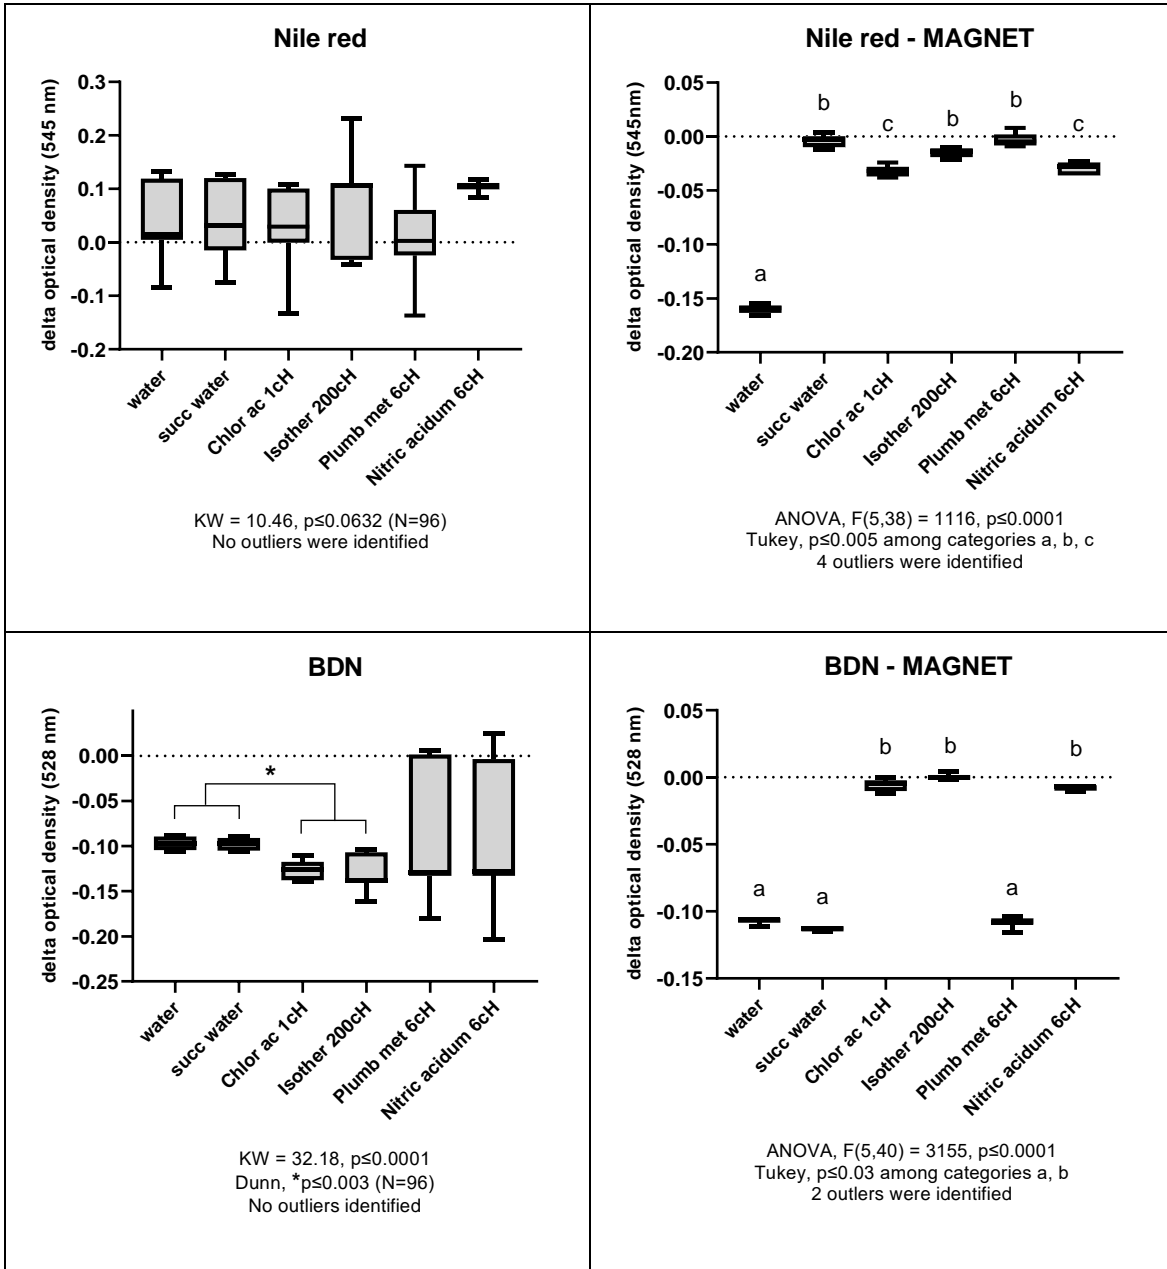 Nile red
delta optical density (545 nm)
0.3
0.2
0.1
0.0
-0.1
-0.2
water
succ water
Chlor ac 1cH
Isother 200cH
Plumb met 6cH
Nitric acidum 6cH
KW = 10.46, p≤0.0632 (N=96)
No outliers were identified
Nile red - MAGNET
delta optical density (545nm)
0.05
0.00
-0.05
-0.10
-0.15
-0.20
a
b
c
b
b
c
water
succ water
Chlor ac 1cH
Isother 200cH
Plumb met 6cH
Nitric acidum 6cH
ANOVA, F(5,38) = 1116, p≤0.0001
Tukey, p≤0.005 among categories a, b, c
4 outliers were identified
BDN
delta optical density (528 nm)
0.00
-0.05
-0.10
-0.15
-0.20
-0.25
*
water
succ water
Chlor ac 1cH
Isother 200cH
Plumb met 6cH
Nitric acidum 6cH
KW = 32.18, p≤0.0001
Dunn, *p≤0.003 (N=96)
No outliers identified
BDN - MAGNET
delta optical density (528 nm)
0.05
0.00
-0.05
-0.10
-0.15
a
a
b
b
a
b
water
succ water
Chlor ac 1cH
Isother 200cH
Plumb met 6cH
Nitric acidum 6cH
ANOVA, F(5,40) = 3155, p≤0.0001
Tukey, p≤0.03 among categories a, b
2 outlers were identified